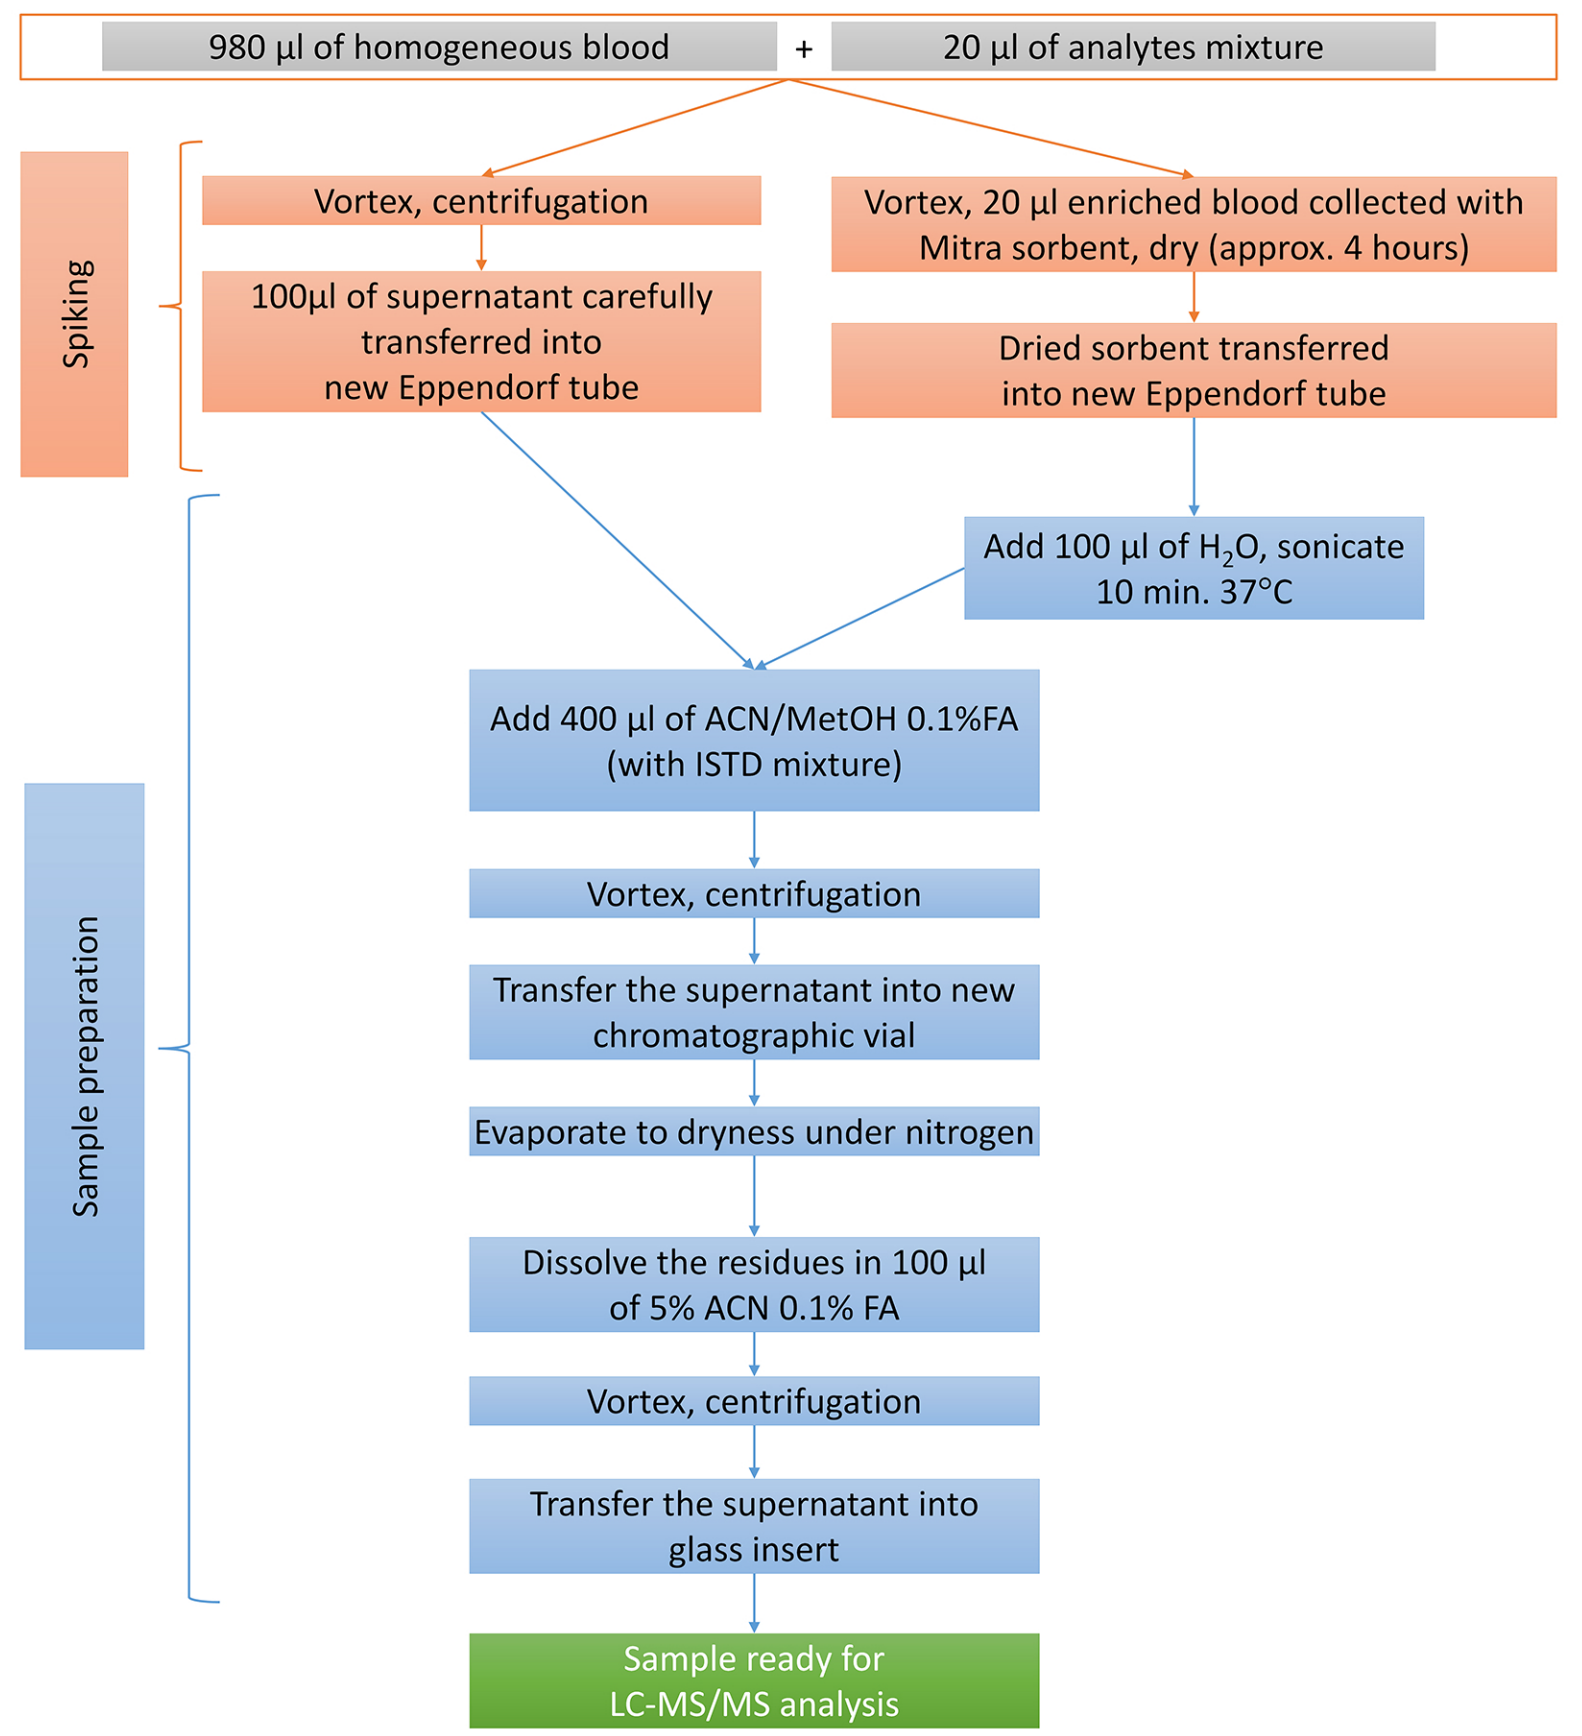 980 µl of homogeneous blood + 20 µl of analytes mixture
Spiking
Vortex, centrifugation
100µl of supernatant carefully
transferred into
new Eppendorf tube
Vortex, 20 µl enriched blood collected with
Mitra sorbent, dry (approx. 4 hours)
Dried sorbent transferred
into new Eppendorf tube
Sample preparation
Add 100 µl of H₂O, sonicate
10 min. 37°C
Add 400 µl of ACN/MetOH 0.1%FA
(with ISTD mixture)
Vortex, centrifugation
Transfer the supernatant into new
chromatographic vial
Evaporate to dryness under nitrogen
Dissolve the residues in 100 µl
of 5% ACN 0.1% FA
Vortex, centrifugation
Transfer the supernatant into
glass insert
Sample ready for
LC-MS/MS analysis